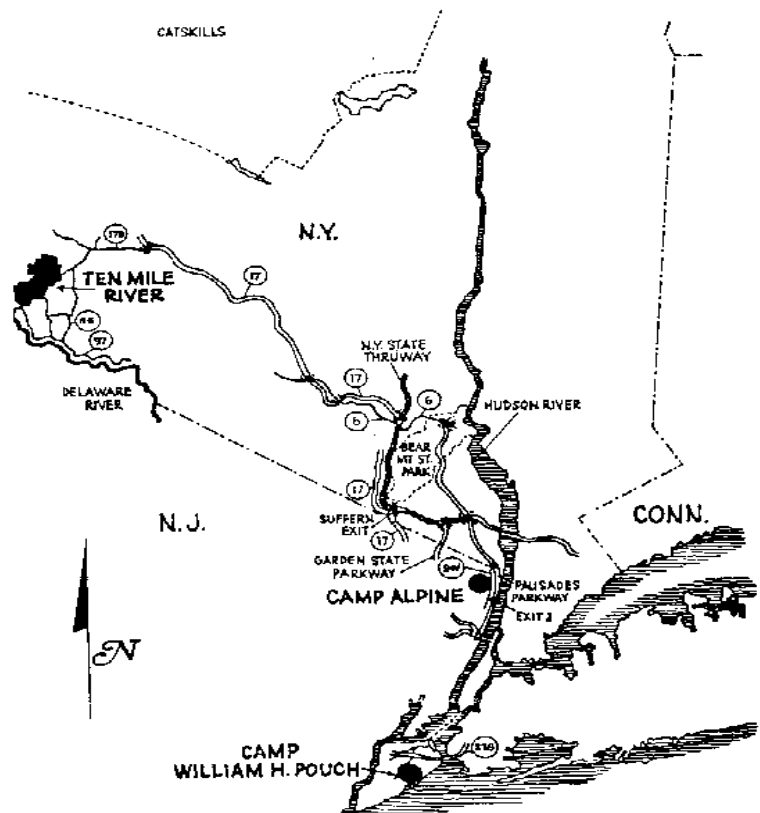 CATSKILLS
N.Y.
17B
TEN MILE
RIVER
17
N.Y. STATE
THRUWAY
97
DELAWARE
RIVER
17
6
6
HUDSON RIVER
BEAR
MT. ST.
PARK
17
N.J.
SUFFERN
EXIT
17
CONN.
GARDEN STATE
PARKWAY
9W
CAMP ALPINE
PALISADES
PARKWAY
EXIT 2
N
CAMP
WILLIAM H. POUCH